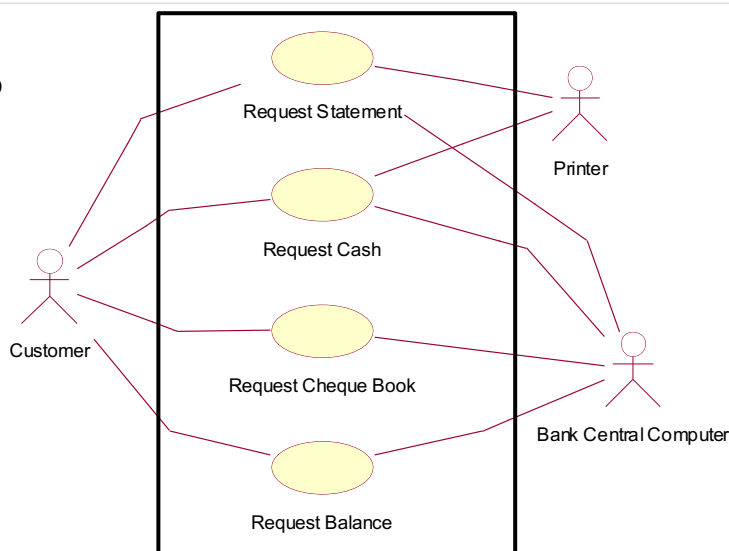 Request Statement
Printer
Request Cash
Customer
Request Cheque Book
Bank Central Computer
Request Balance